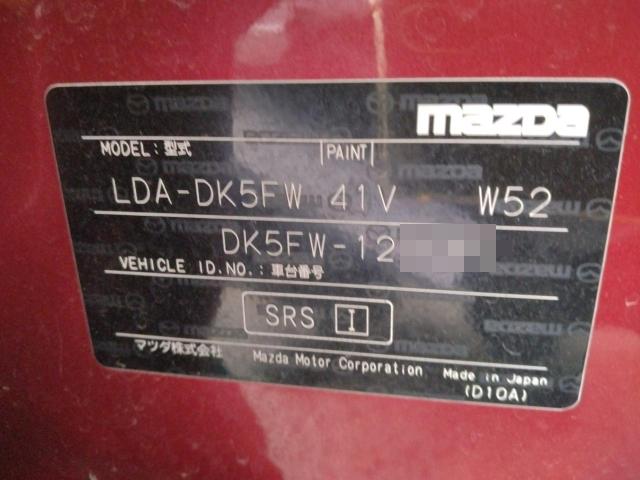 mazda
MODEL：型式 PAINT
LDA-DK5FW 41V W52
DK5FW-12
VEHICLE ID.NO.：車台番号
SRS I
マツダ株式会社 Mazda Motor Corporation Made in Japan
(D10A)